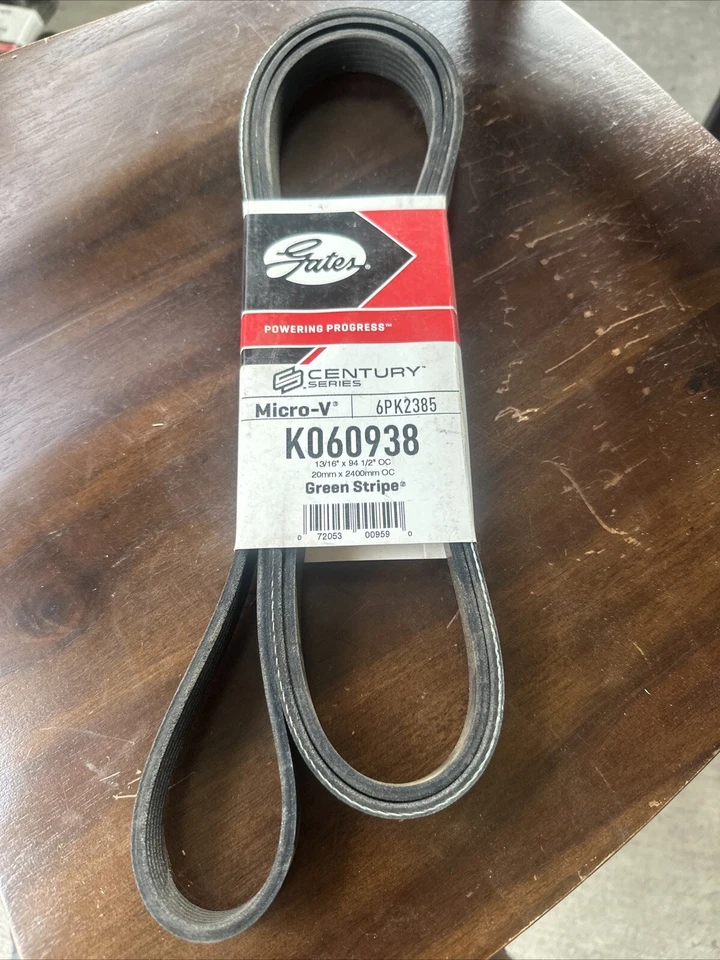 Gates®
POWERING PROGRESS™
CENTURY™
SERIES
Micro-V® 6PK2385
K060938
13/16" x 94 1/2" OC
20mm x 2400mm OC
Green Stripe®
0 72053 00959 0